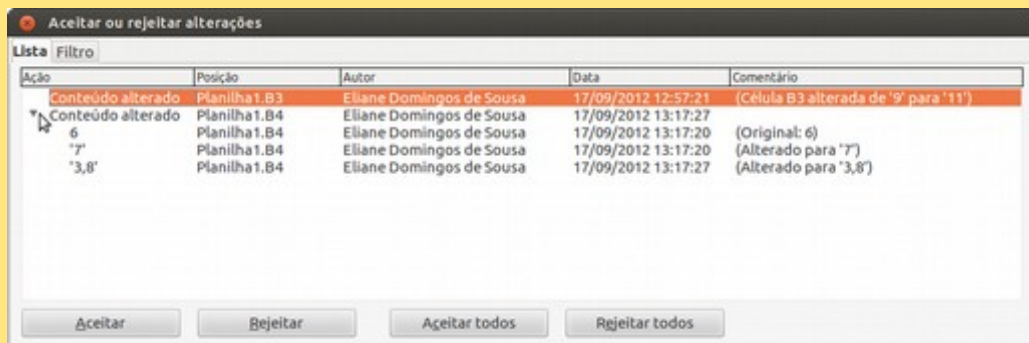 Aceitar ou rejeitar alterações
Lista Filtro
Ação Posição Autor Data Comentário
Conteúdo alterado Planilha1.B3 Eliane Domingos de Sousa 17/09/2012 12:57:21 (Célula B3 alterada de '9' para '11')
Conteúdo alterado Planilha1.B4 Eliane Domingos de Sousa 17/09/2012 13:17:27
6 Planilha1.B4 Eliane Domingos de Sousa 17/09/2012 13:17:20 (Original: 6)
'7' Planilha1.B4 Eliane Domingos de Sousa 17/09/2012 13:17:20 (Alterado para '7')
'3,8' Planilha1.B4 Eliane Domingos de Sousa 17/09/2012 13:17:27 (Alterado para '3,8')
Aceitar Rejeitar Aceitar todos Rejeitar todos